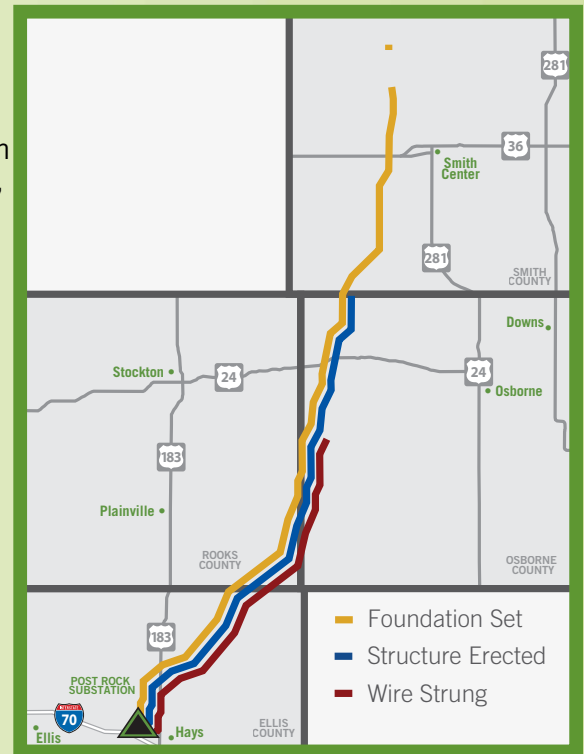 n
,
281
36
Smith
Center
281
SMITH
COUNTY
Downs
Stockton
24
24
Osborne
183
Plainville
ROOKS
COUNTY
OSBORNE
COUNTY
183
Foundation Set
Structure Erected
Wire Strung
POST ROCK
SUBSTATION
70
Ellis
Hays
ELLIS
COUNTY